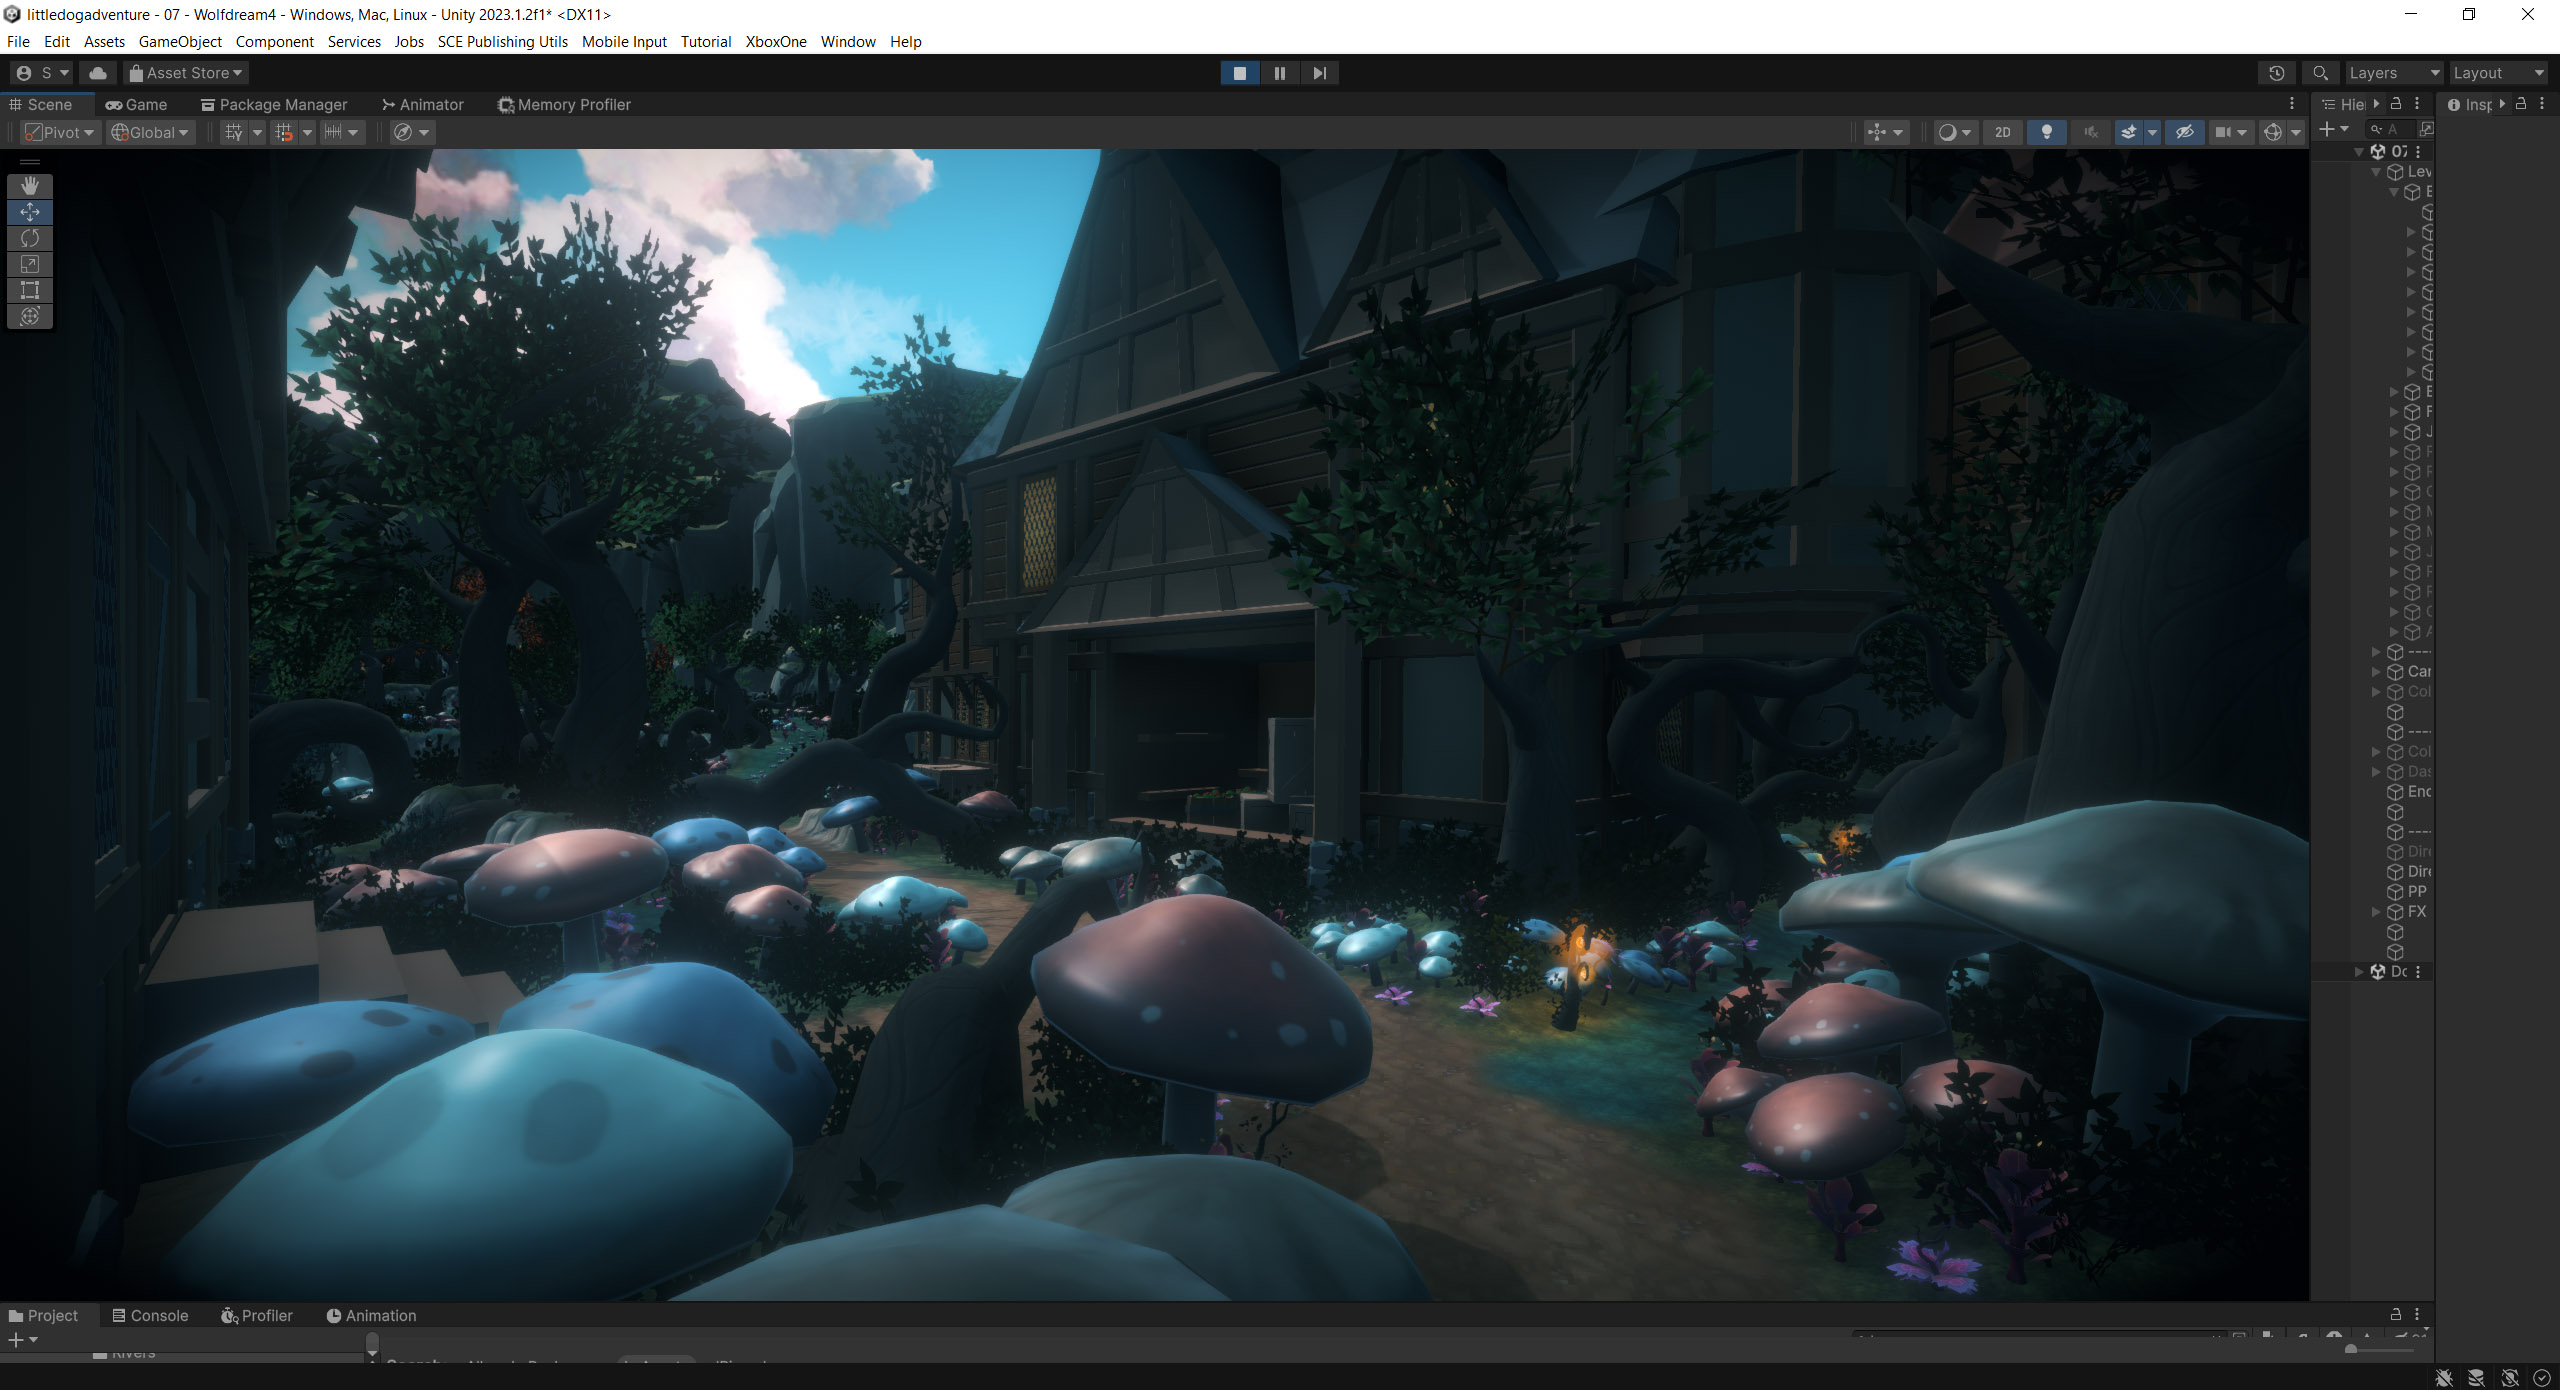 littledogadventure - 07 - Wolfdream4 - Windows, Mac, Linux - Unity 2023.1.2f1* <DX11>
File Edit Assets GameObject Component Services Jobs SCE Publishing Utils Mobile Input Tutorial XboxOne Window Help
S Asset Store Layers Layout
Scene Game Package Manager Animator Memory Profiler Hie Insp
Pivot Global 2D
07
Lev
----
Car
Col
----
Col
Das
Enc
----
Dire
Dire
PP
FX
Dc
Project Console Profiler Animation
Rivers